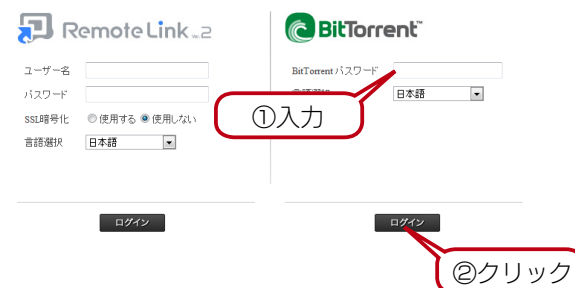 Remote Link ver.2
ユーザー名
パスワード
SSL暗号化 使用する 使用しない
言語選択 日本語
ログイン
BitTorrent™
BitTorrent パスワード
日本語
①入力
ログイン
②クリック